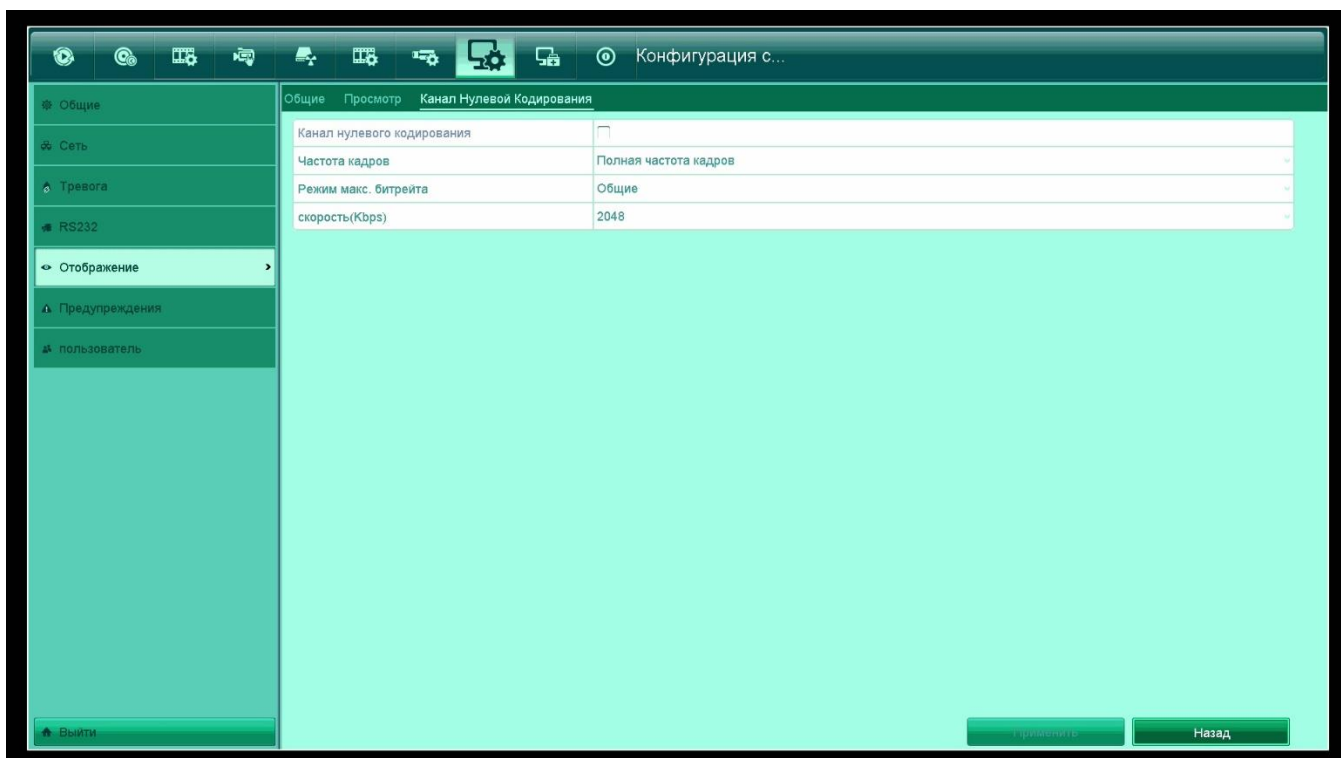 Конфигурация с...
Общие
Сеть
Тревога
RS232
Отображение
Предупреждения
пользователь
Выйти
Общие Просмотр Канал Нулевой Кодирования
Канал нулевого кодирования
Частота кадров Полная частота кадров
Режим макс. битрейта Общие
скорость(Kbps) 2048
Применить Назад